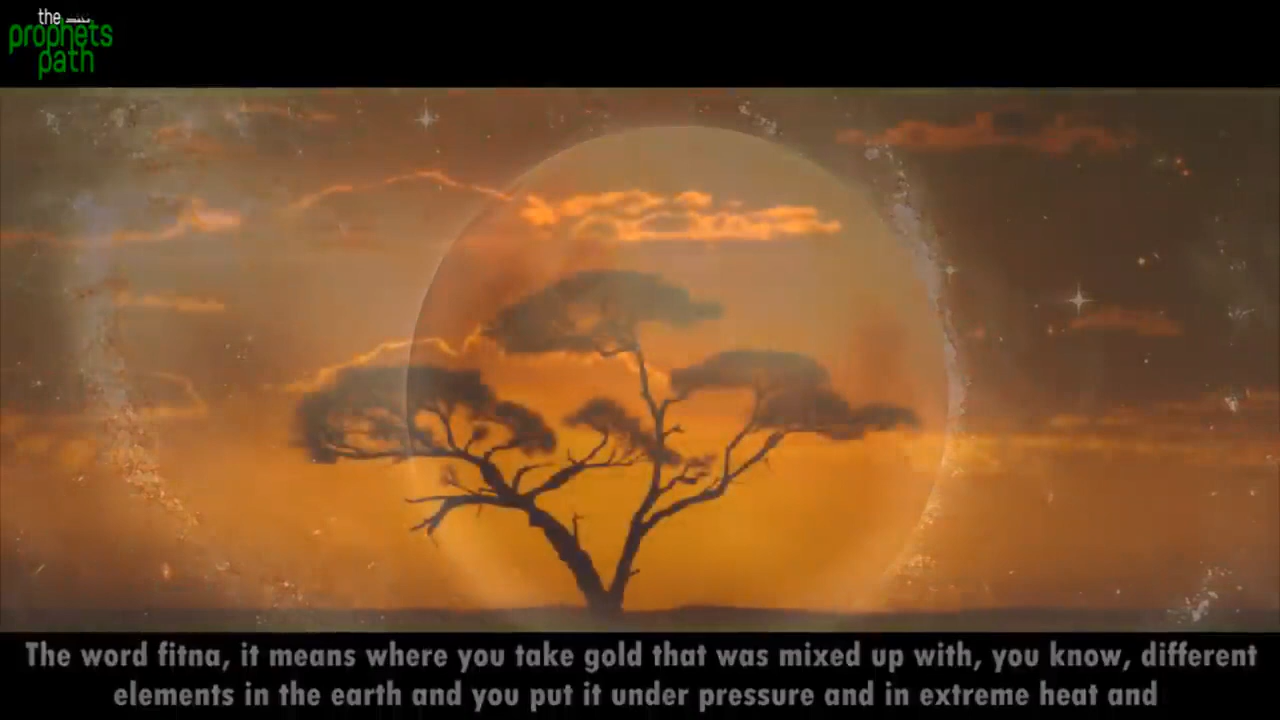 the
prophets
path
The word fitna, it means where you take gold that was mixed up with, you know, different
elements in the earth and you put it under pressure and in extreme heat and